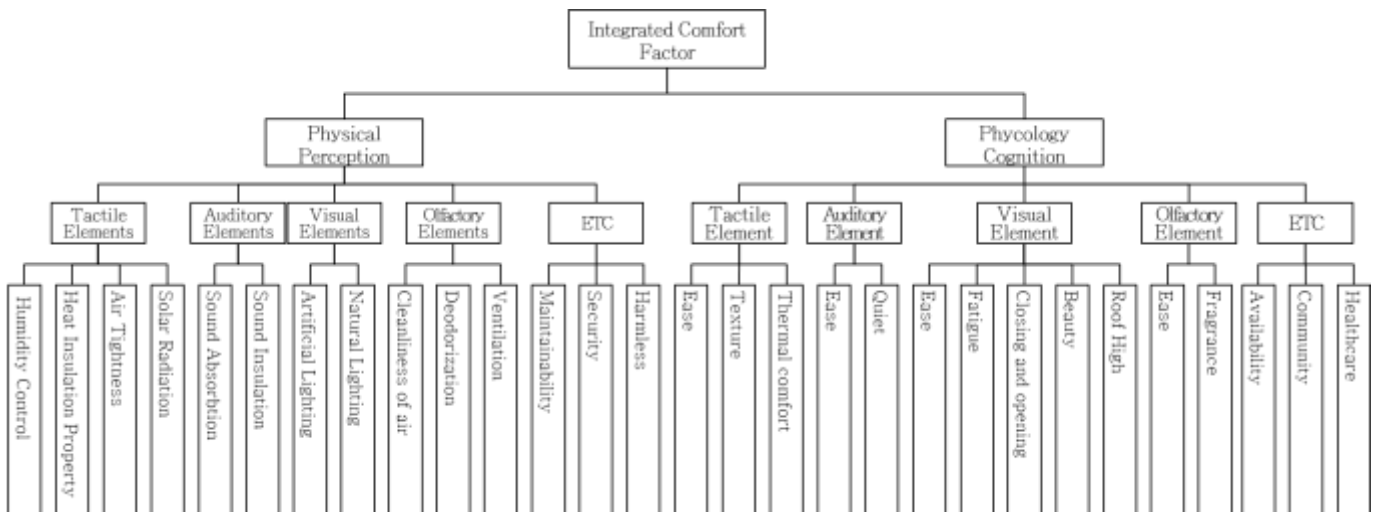 Integrated Comfort
Factor
Physical
Perception
Phycology
Cognition
Tactile
Elements
Auditory
Elements
Visual
Elements
Olfactory
Elements
ETC
Tactile
Element
Auditory
Element
Visual
Element
Olfactory
Element
ETC
Humidity Control
Heat Insulation Property
Air Tightness
Solar Radiation
Sound Absorbtion
Sound Insulation
Artificial Lighting
Natural Lighting
Cleanliness of air
Deodorization
Ventilation
Maintainability
Security
Harmless
Ease
Texture
Thermal comfort
Ease
Quiet
Ease
Fatigue
Closing and opening
Beauty
Roof High
Ease
Fragrance
Availability
Community
Healthcare